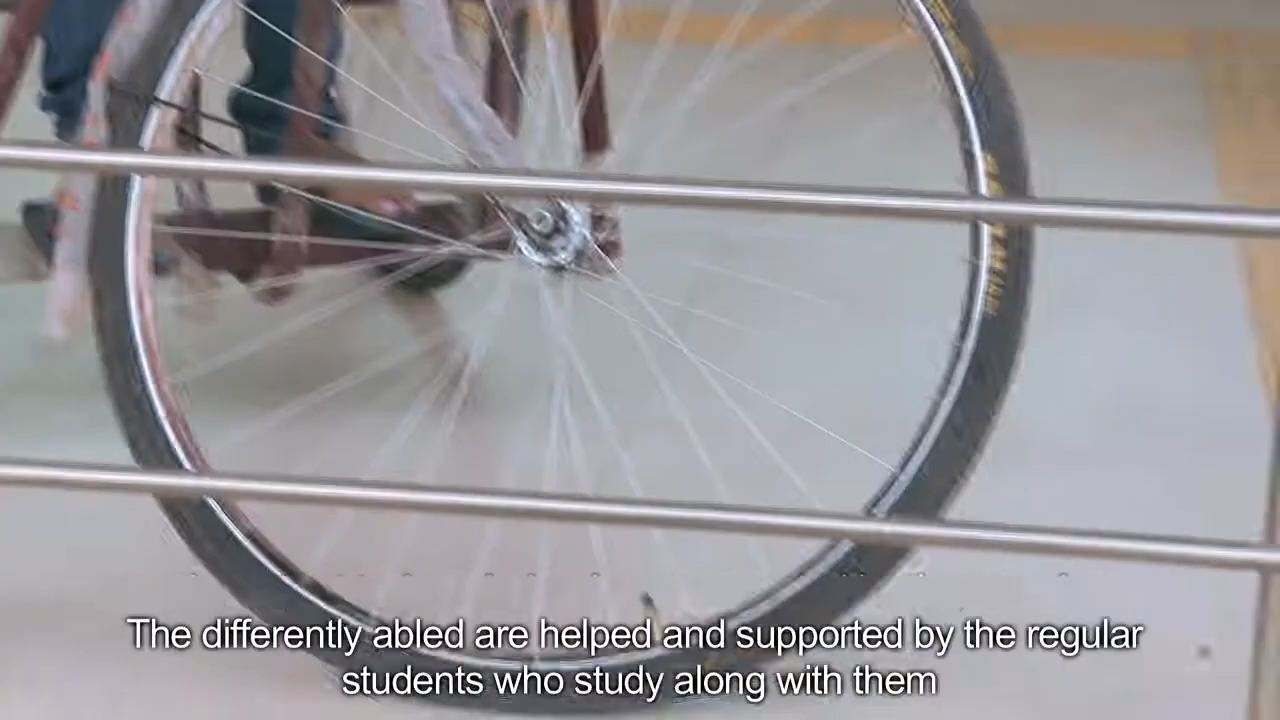 The differently abled are helped and supported by the regular
students who study along with them